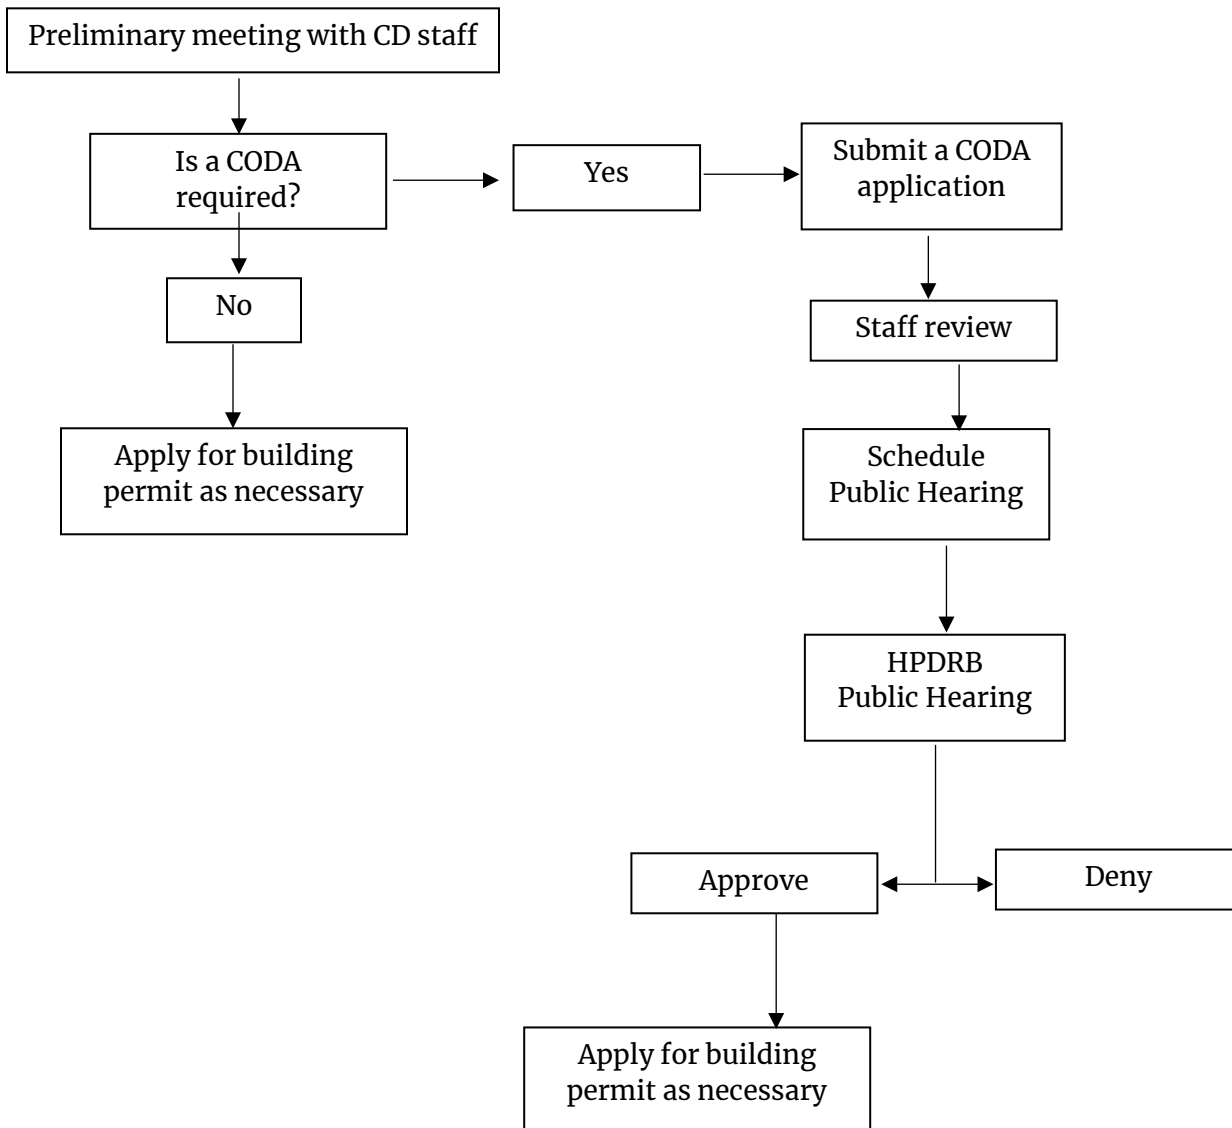 Preliminary meeting with CD staff
Is a CODA
required?
Yes
Submit a CODA
application
No
Staff review
Apply for building
permit as necessary
Schedule
Public Hearing
HPDRB
Public Hearing
Approve
Deny
Apply for building
permit as necessary